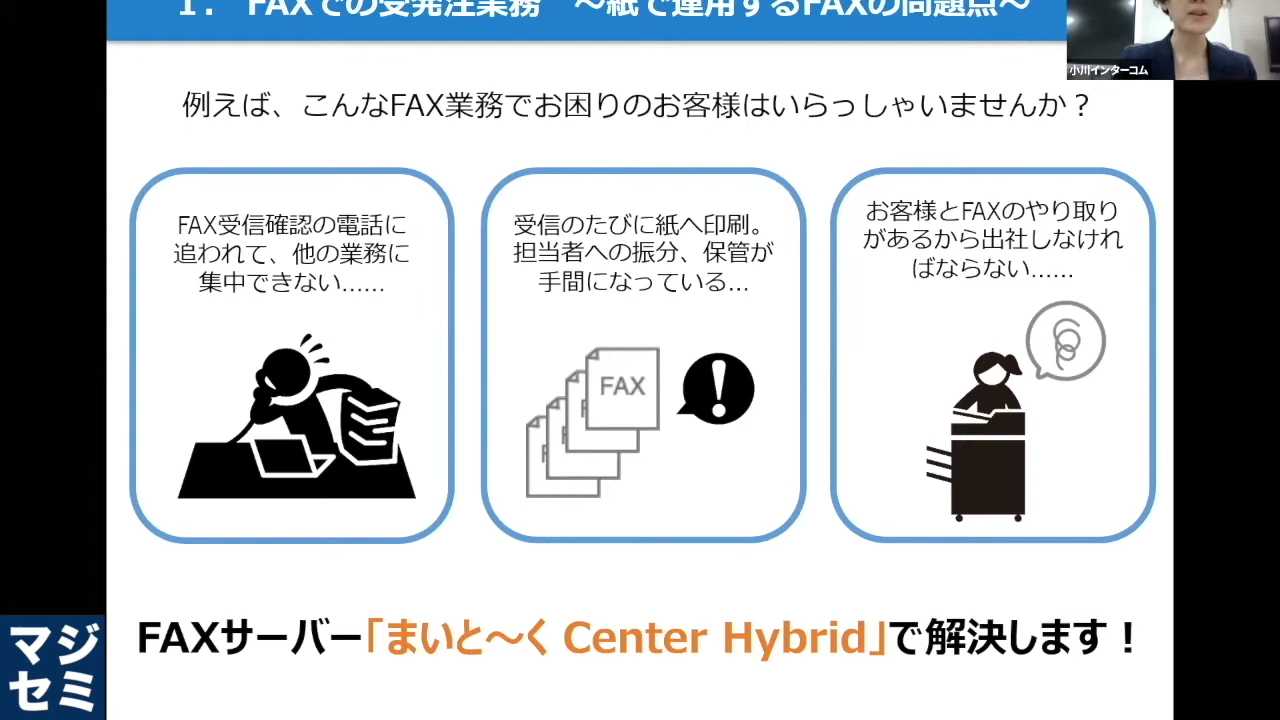 1. FAXでの受発注業務 ～紙で運用するFAXの問題点～
小川インターコム
例えば、こんなFAX業務でお困りのお客様はいらっしゃいませんか？
FAX受信確認の電話に
追われて、他の業務に
集中できない……
受信のたびに紙へ印刷。
担当者への振分、保管が
手間になっている…
お客様とFAXのやり取り
があるから出社しなけれ
ばならない……
FAX
FAXサーバー「まいと～く Center Hybrid」で解決します！
マジ
セミ